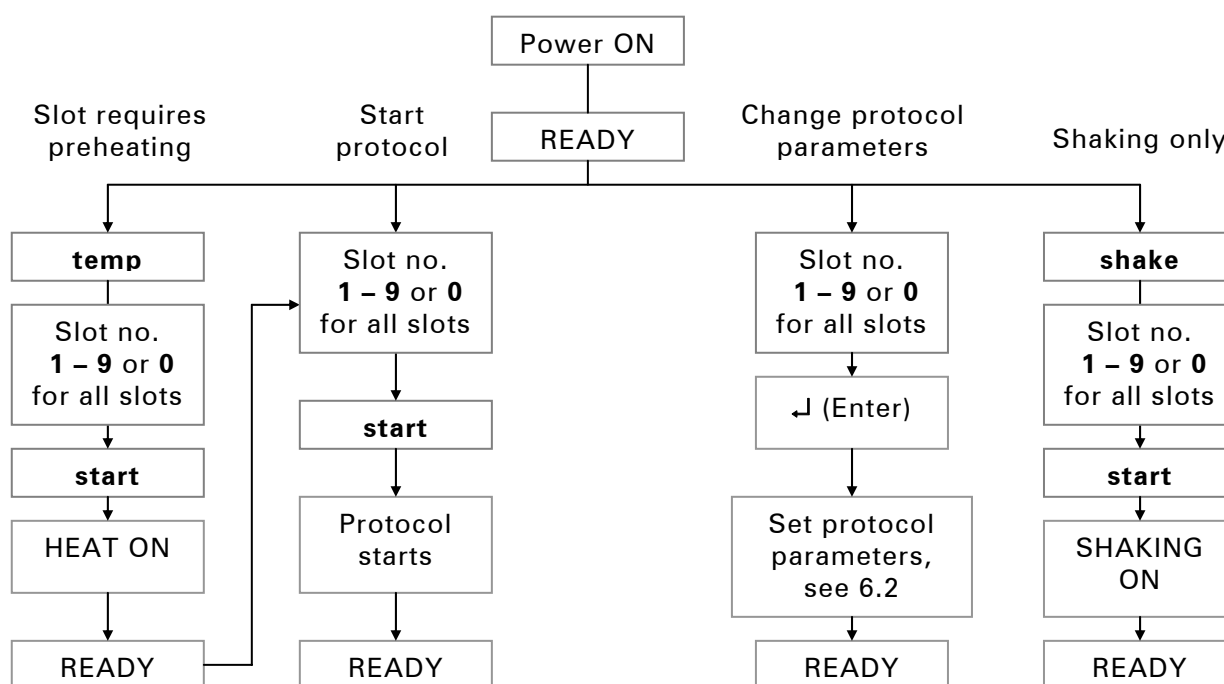 Power ON
READY
Slot requires
preheating
temp
Slot no.
1 – 9 or 0
for all slots
start
HEAT ON
READY
Start
protocol
Slot no.
1 – 9 or 0
for all slots
start
Protocol
starts
READY
Change protocol
parameters
Slot no.
1 – 9 or 0
for all slots
↵ (Enter)
Set protocol
parameters,
see 6.2
READY
Shaking only
shake
Slot no.
1 – 9 or 0
for all slots
start
SHAKING
ON
READY